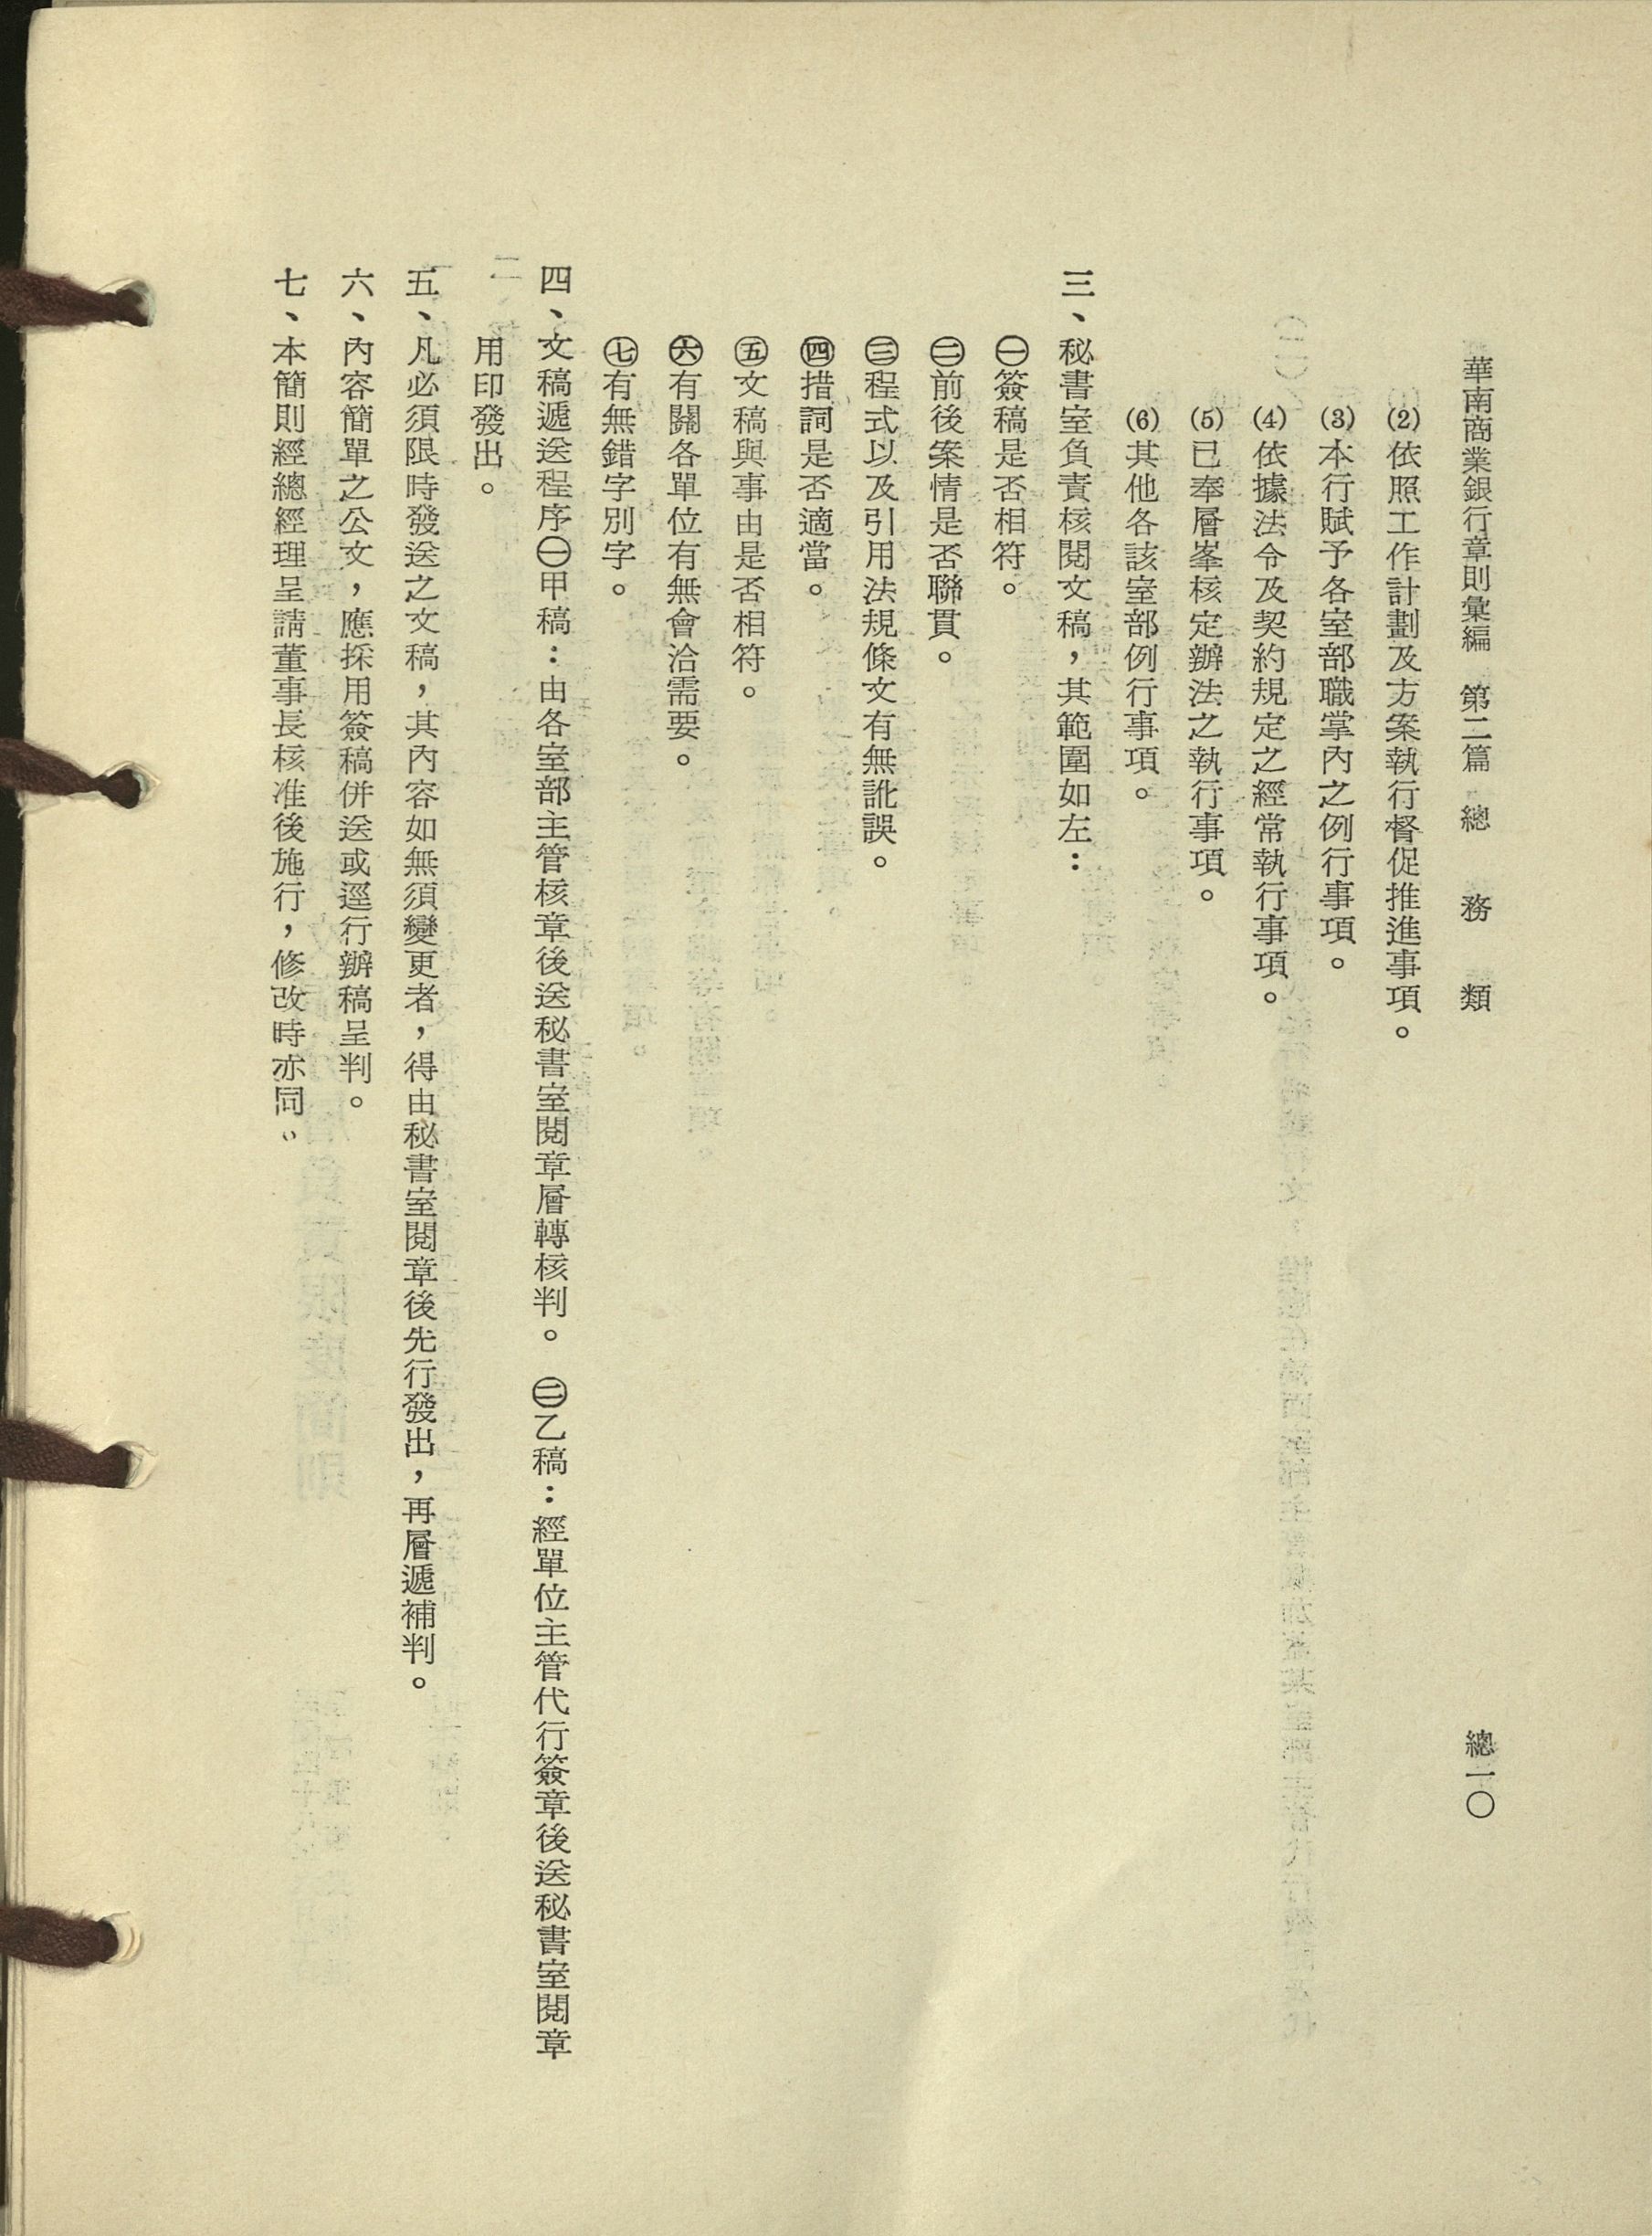 華南商業銀行章則彙編　第二篇　總　務　類
總一〇
(2)依照工作計劃及方案執行督促推進事項。
(3)本行賦予各室部職掌內之例行事項。
(4)依據法令及契約規定之經常執行事項。
(5)已奉層峯核定辦法之執行事項。
(6)其他各該室部例行事項。
三、秘書室負責核閱文稿，其範圍如左：
㊀簽稿是否相符。
㊁前後案情是否聯貫。
㊂程式以及引用法規條文有無訛誤。
㊃措詞是否適當。
㊄文稿與事由是否相符。
㊅有關各單位有無會洽需要。
㊆有無錯字別字。
四、文稿遞送程序㊀甲稿：由各室部主管核章後送秘書室閱章層轉核判。㊁乙稿：經單位主管代行簽章後送秘書室閱章
用印發出。
五、凡必須限時發送之文稿，其內容如無須變更者，得由秘書室閱章後先行發出，再層遞補判。
六、內容簡單之公文，應採用簽稿併送或逕行辦稿呈判。
七、本簡則經總經理呈請董事長核准後施行，修改時亦同。